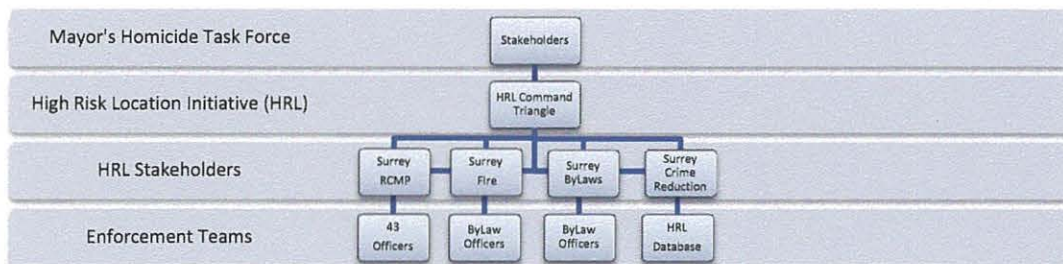 Mayor's Homicide Task Force
Stakeholders
High Risk Location Initiative (HRL)
HRL Command
Triangle
HRL Stakeholders
Surrey
RCMP
Surrey
Fire
Surrey
ByLaws
Surrey
Crime
Reduction
Enforcement Teams
43
Officers
ByLaw
Officers
ByLaw
Officers
HRL
Database